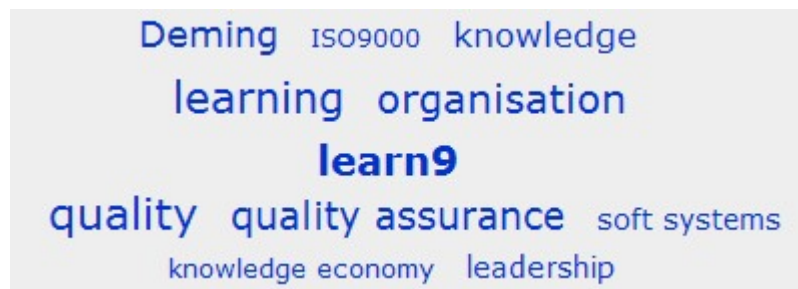 Deming ISO9000 knowledge
learning organisation
learn9
quality quality assurance soft systems
knowledge economy leadership